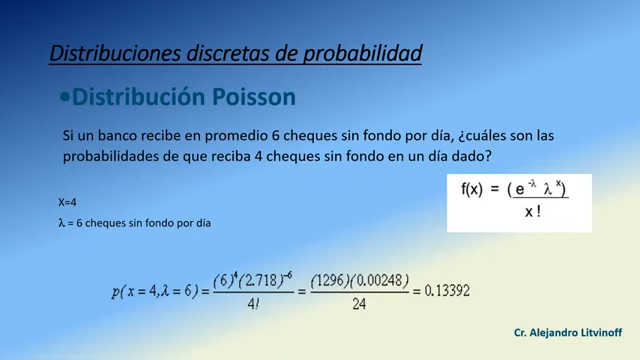 Distribuciones discretas de probabilidad
•Distribución Poisson
Si un banco recibe en promedio 6 cheques sin fondo por día, ¿cuáles son las
probabilidades de que reciba 4 cheques sin fondo en un día dado?
f(x) = (e^-λ λ^x) / x !
X=4
λ = 6 cheques sin fondo por día
p( x = 4, λ = 6 ) = (6)^4(2.718)^-6 / 4! = (1296)(0.00248) / 24 = 0.13392
Cr. Alejandro Litvinoff